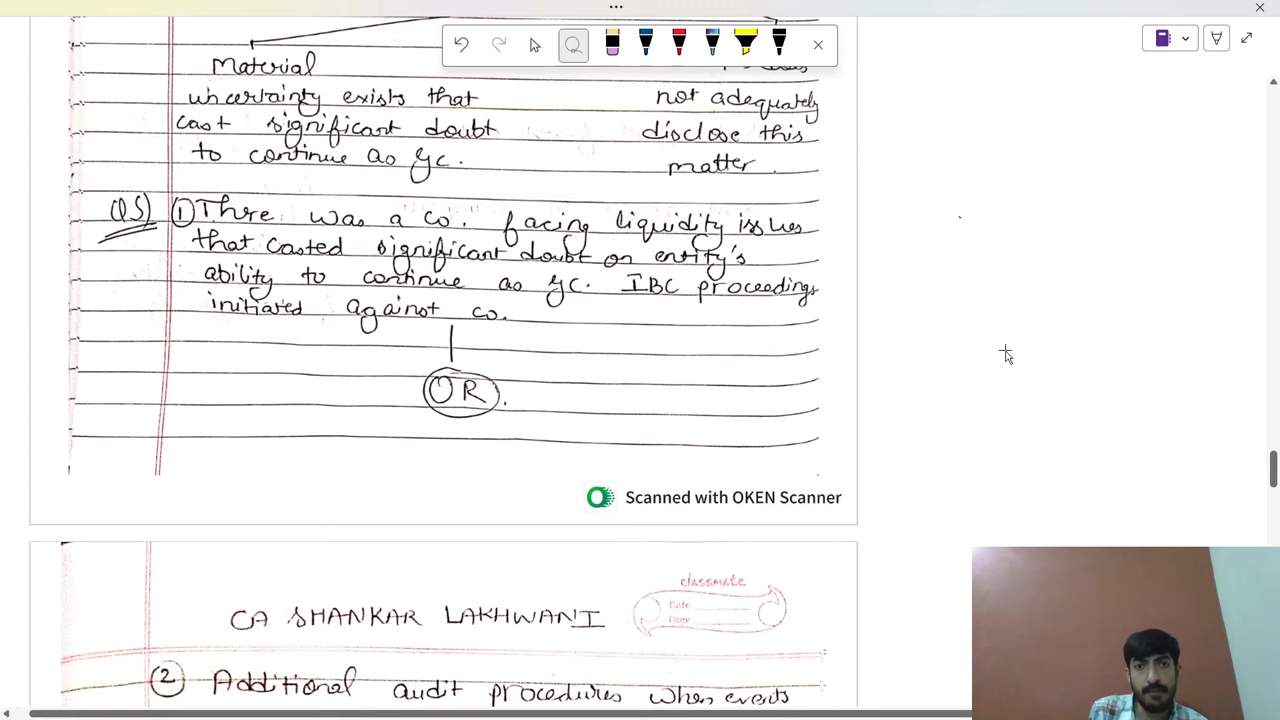 Material
uncertainty exists that
cast significant doubt
to continue as gc.
not adequately
disclose this
matter.
QS) ① There was a co. facing liquidity issues
that casted significant doubt on entity's
ability to continue as gc. IBC proceedings
initiated against co.
OR.
Scanned with OKEN Scanner
classmate
Date
Page
CA SHANKAR LAKHWANI
② Additional audit procedures when events